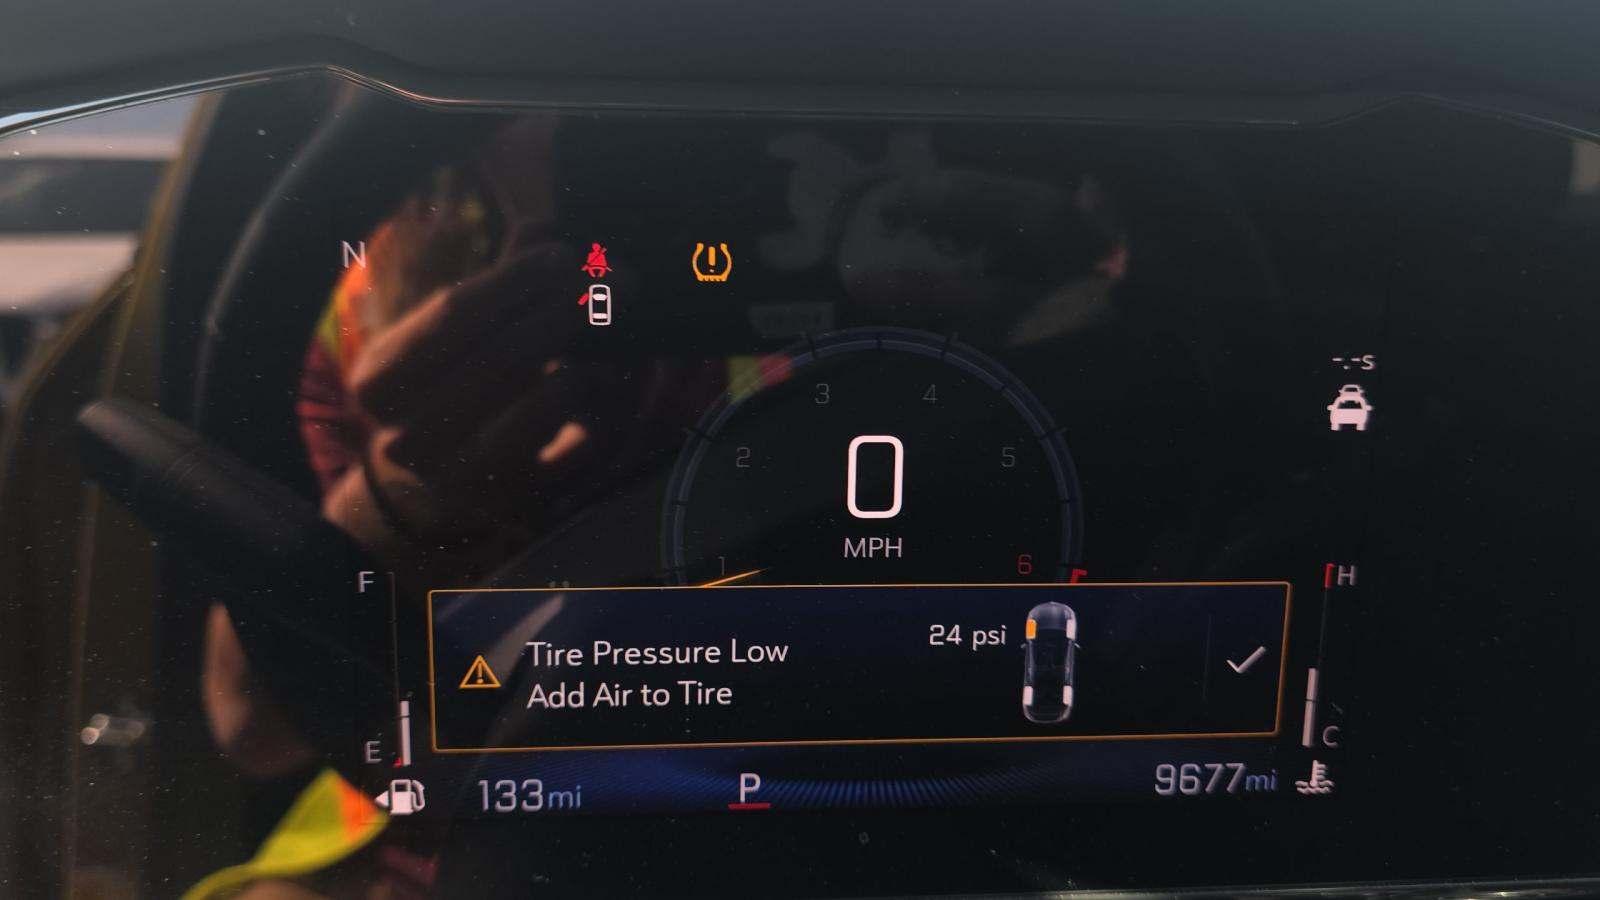 N
--.-s
3
4
2
5
0
MPH
1
6
F
H
Tire Pressure Low
24 psi
Add Air to Tire
E
C
133mi
P
9677mi